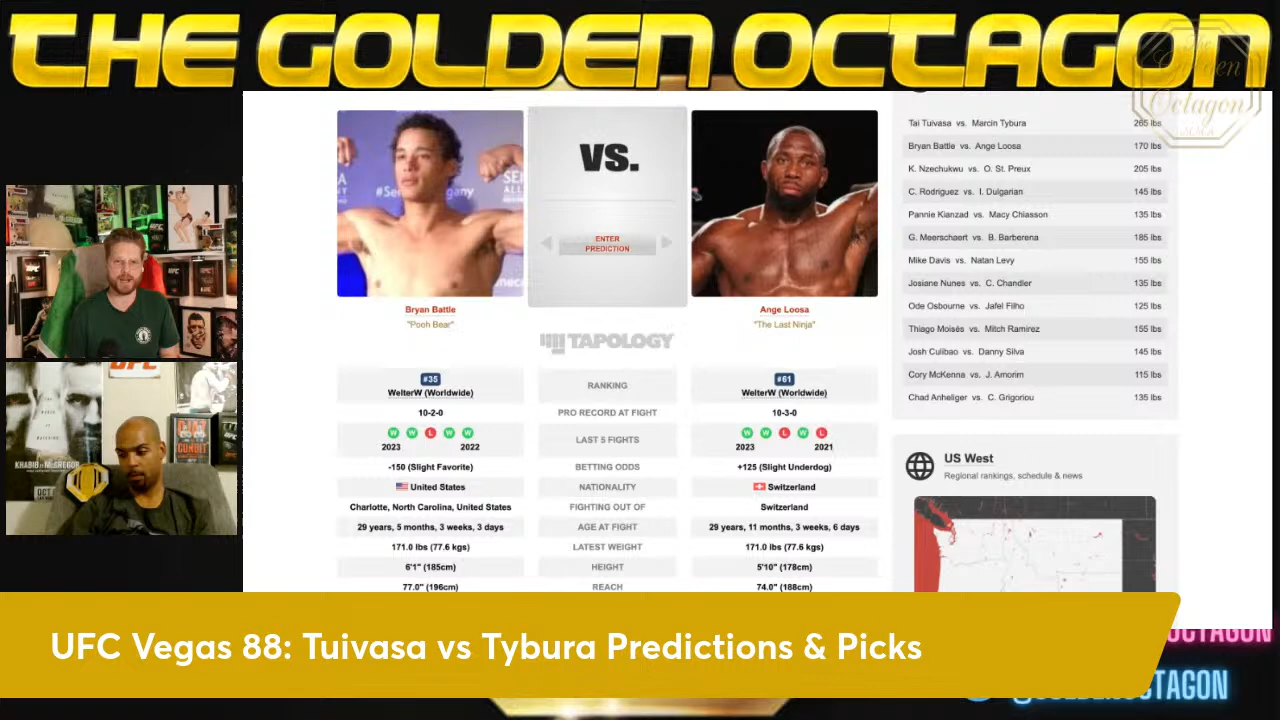 THE GOLDEN OCTAGON
The
Golden
Octagon
MMA
VS.
ENTER
PREDICTION
Bryan Battle
"Pooh Bear"
Ange Loosa
"The Last Ninja"
TAPOLOGY
#35
WelterW (Worldwide)
RANKING
#61
WelterW (Worldwide)
10-2-0
PRO RECORD AT FIGHT
10-3-0
W W L W W
2023 2022
LAST 5 FIGHTS
W W L W L
2023 2021
-150 (Slight Favorite)
BETTING ODDS
+125 (Slight Underdog)
United States
NATIONALITY
Switzerland
Charlotte, North Carolina, United States
FIGHTING OUT OF
Switzerland
29 years, 5 months, 3 weeks, 3 days
AGE AT FIGHT
29 years, 11 months, 3 weeks, 6 days
171.0 lbs (77.6 kgs)
LATEST WEIGHT
171.0 lbs (77.6 kgs)
6'1" (185cm)
HEIGHT
5'10" (178cm)
77.0" (196cm)
REACH
74.0" (188cm)
Tai Tuivasa vs. Marcin Tybura 265 lbs
Bryan Battle vs. Ange Loosa 170 lbs
K. Nzechukwu vs. O. St. Preux 205 lbs
C. Rodriguez vs. I. Dulgarian 145 lbs
Pannie Kianzad vs. Macy Chiasson 135 lbs
G. Meerschaert vs. B. Barberena 185 lbs
Mike Davis vs. Natan Levy 155 lbs
Josiane Nunes vs. C. Chandler 135 lbs
Ode Osbourne vs. Jafel Filho 125 lbs
Thiago Moisés vs. Mitch Ramirez 155 lbs
Josh Culibao vs. Danny Silva 145 lbs
Cory McKenna vs. J. Amorim 115 lbs
Chad Anheliger vs. C. Grigoriou 135 lbs
US West
Regional rankings, schedule & news
UFC
KHABIB McGREGOR
UFC Vegas 88: Tuivasa vs Tybura Predictions & Picks